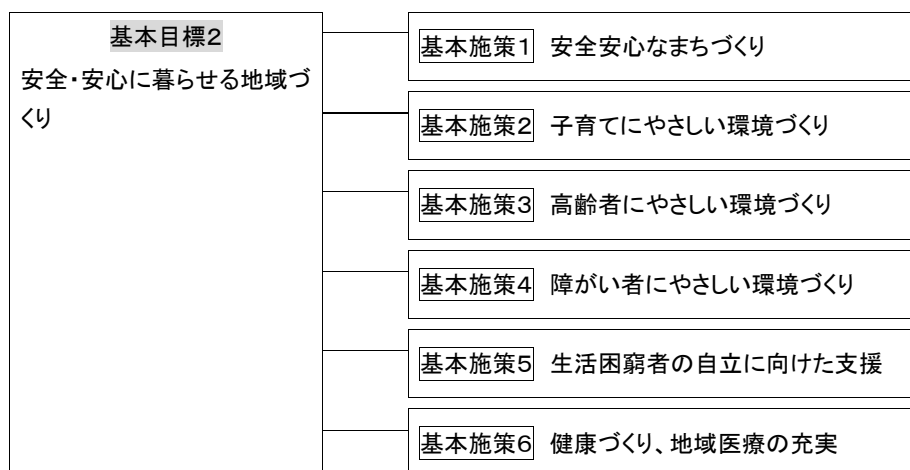 基本目標2
安全・安心に暮らせる地域づ
くり
基本施策1 安全安心なまちづくり
基本施策2 子育てにやさしい環境づくり
基本施策3 高齢者にやさしい環境づくり
基本施策4 障がい者にやさしい環境づくり
基本施策5 生活困窮者の自立に向けた支援
基本施策6 健康づくり、地域医療の充実